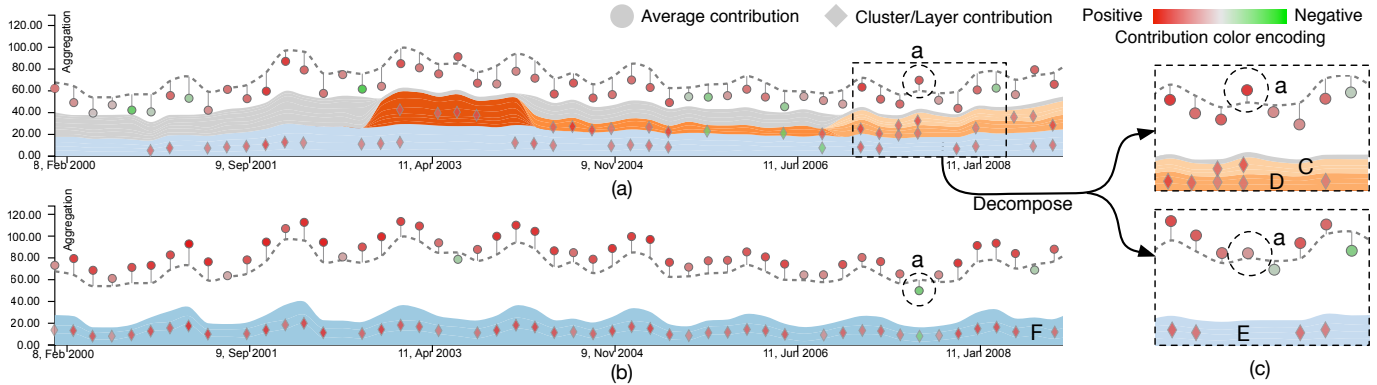 Aggregation
120.00
100.00
80.00
60.00
40.00
20.00
0.00
Average contribution
Cluster/Layer contribution
a
8, Feb 2000
9, Sep 2001
11, Apr 2003
9, Nov 2004
11, Jun 2006
11, Jan 2008
(a)
Decompose
Aggregation
120.00
100.00
80.00
60.00
40.00
20.00
0.00
a
F
8, Feb 2000
9, Sep 2001
11, Apr 2003
9, Nov 2004
11, Jun 2006
11, Jan 2008
(b)
Positive
Negative
Contribution color encoding
a
C
D
a
E
(c)